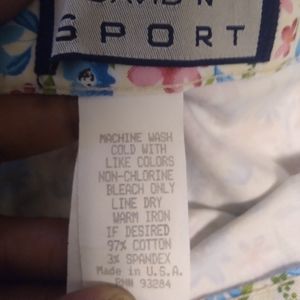 SPORT
MACHINE WASH
COLD WITH
LIKE COLORS
NON-CHLORINE
BLEACH ONLY
LINE DRY
WARM IRON
IF DESIRED
97% COTTON
3% SPANDEX
Made in U.S.A.
RN# 93284